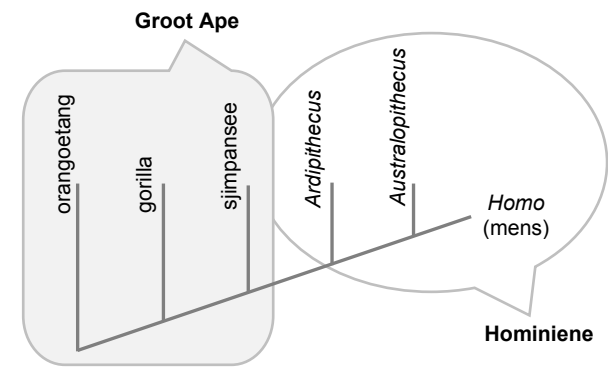 Groot Ape
orangoetang
gorilla
sjimpansee
Ardipithecus
Australopithecus
Homo
(mens)
Hominiene